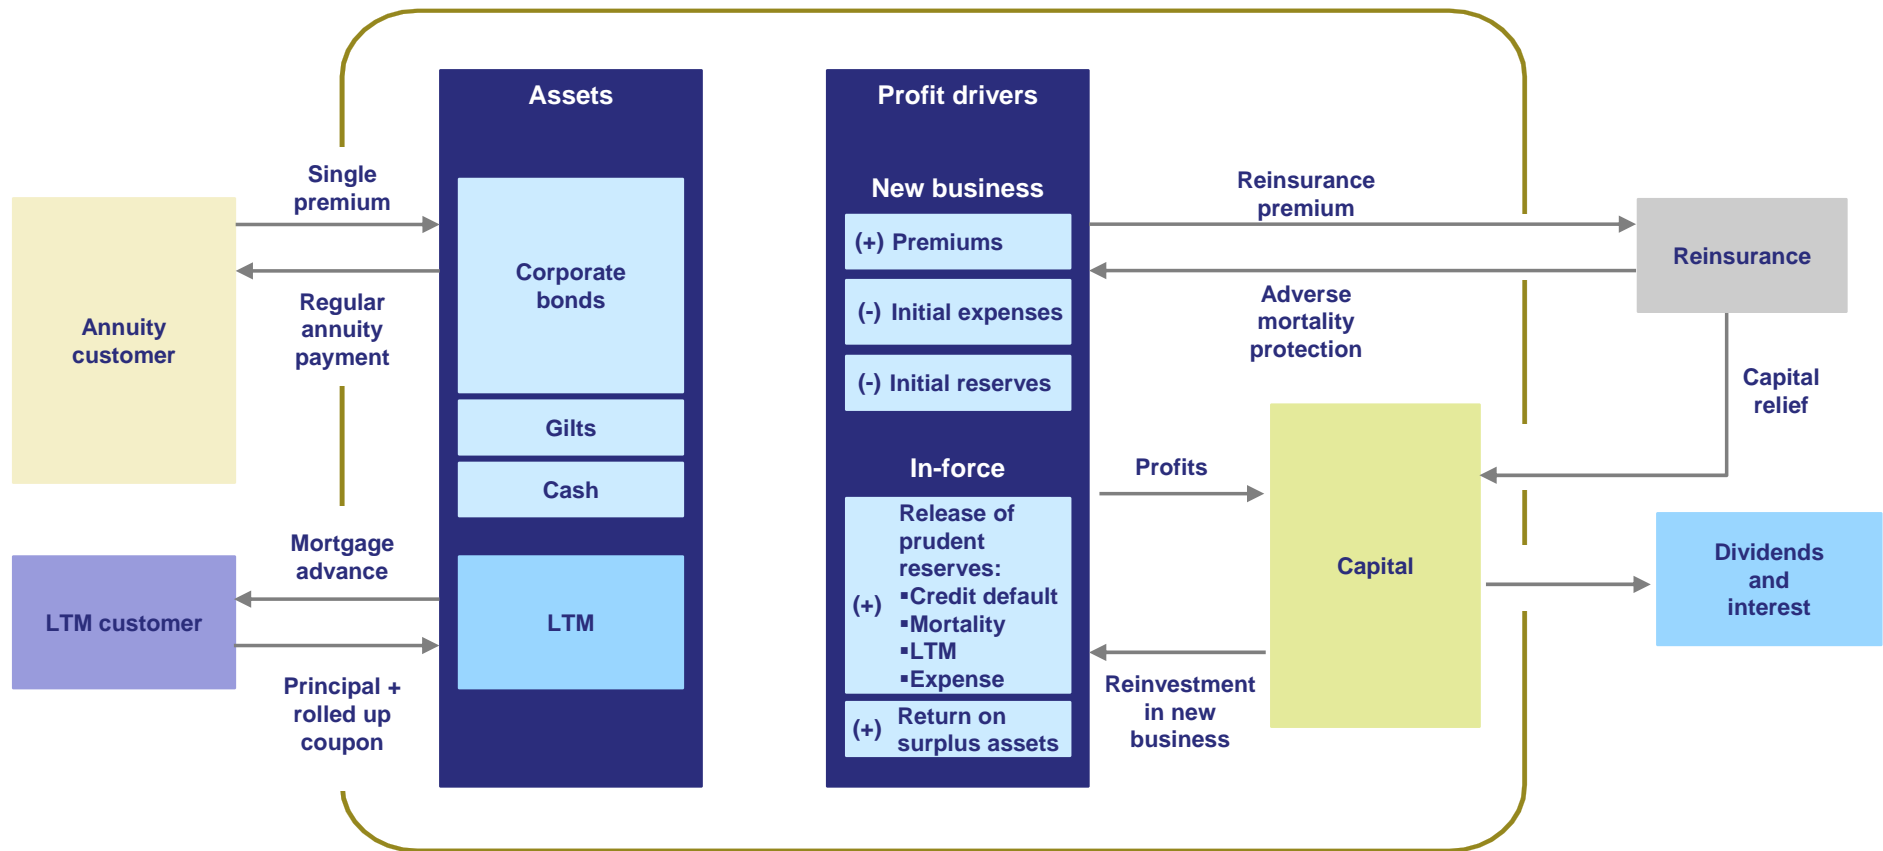 Assets
Profit drivers
Single
premium
Regular
annuity
payment
Annuity
customer
Corporate
bonds
Gilts
Cash
Mortgage
advance
LTM customer
LTM
Principal +
rolled up
coupon
New business
(+) Premiums
(-) Initial expenses
(-) Initial reserves
In-force
(+)
Release of
prudent
reserves:
▪Credit default
▪Mortality
▪LTM
▪Expense
(+)
Return on
surplus assets
Reinsurance
premium
Adverse
mortality
protection
Reinsurance
Capital
relief
Profits
Capital
Reinvestment
in new
business
Dividends
and
interest